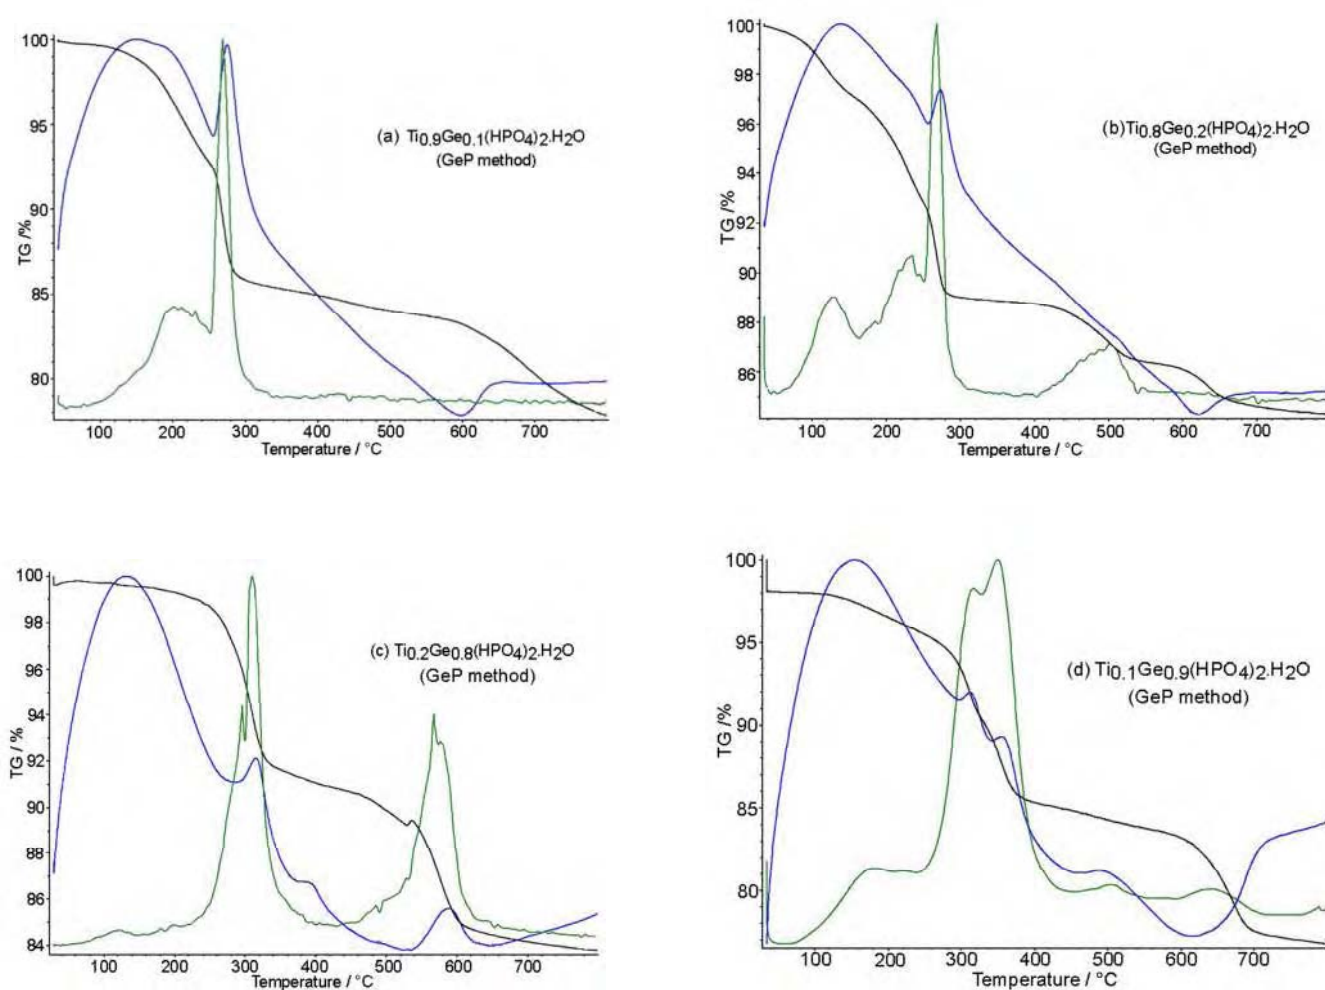 100
95
90
85
80
TG /%
(a) Ti0.9Ge0.1(HPO4)2.H2O
(GeP method)
100 200 300 400 500 600 700
Temperature / °C
100
98
96
94
92
90
88
86
TG /%
(b)Ti0.8Ge0.2(HPO4)2.H2O
(GeP method)
100 200 300 400 500 600 700
Temperature / °C
100
98
96
94
92
90
88
86
84
TG /%
(c) Ti0.2Ge0.8(HPO4)2.H2O
(GeP method)
100 200 300 400 500 600 700
Temperature / °C
100
95
90
85
80
TG /%
(d) Ti0.1Ge0.9(HPO4)2.H2O
(GeP method)
100 200 300 400 500 600 700
Temperature / °C